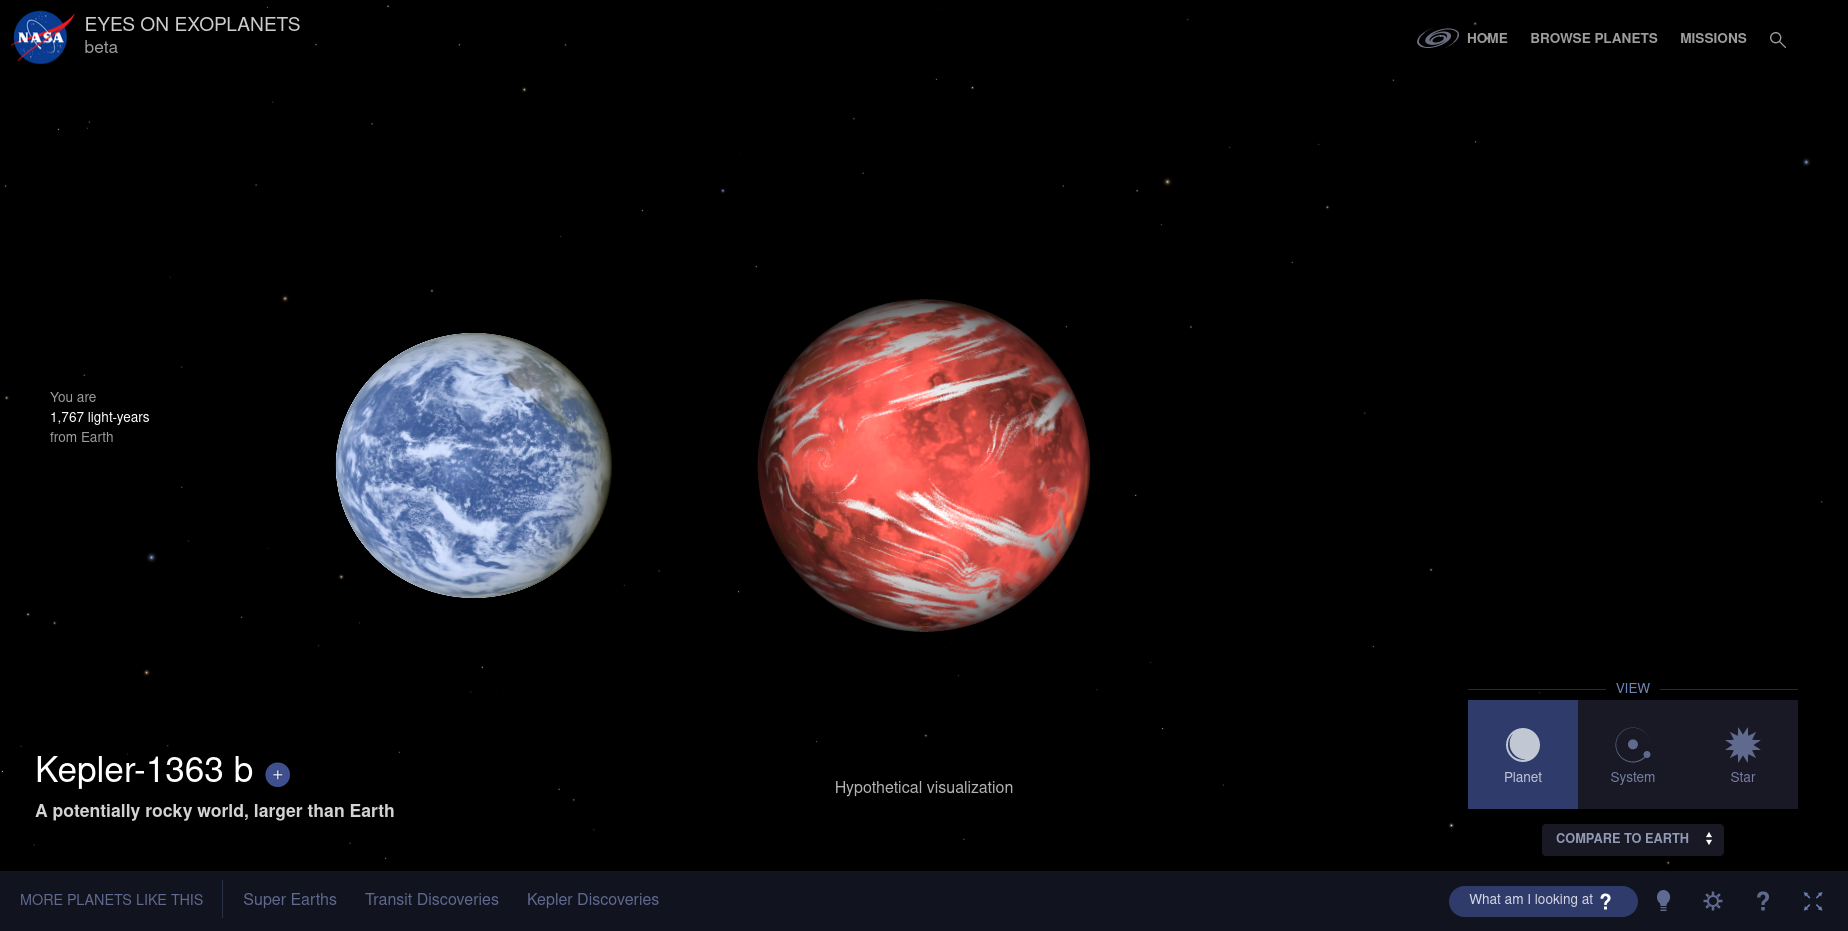 NASA
EYES ON EXOPLANETS
beta
HOME
BROWSE PLANETS
MISSIONS
You are
1,767 light-years
from Earth
Kepler-1363 b +
A potentially rocky world, larger than Earth
Hypothetical visualization
VIEW
Planet
System
Star
COMPARE TO EARTH
MORE PLANETS LIKE THIS
Super Earths
Transit Discoveries
Kepler Discoveries
What am I looking at ?
?